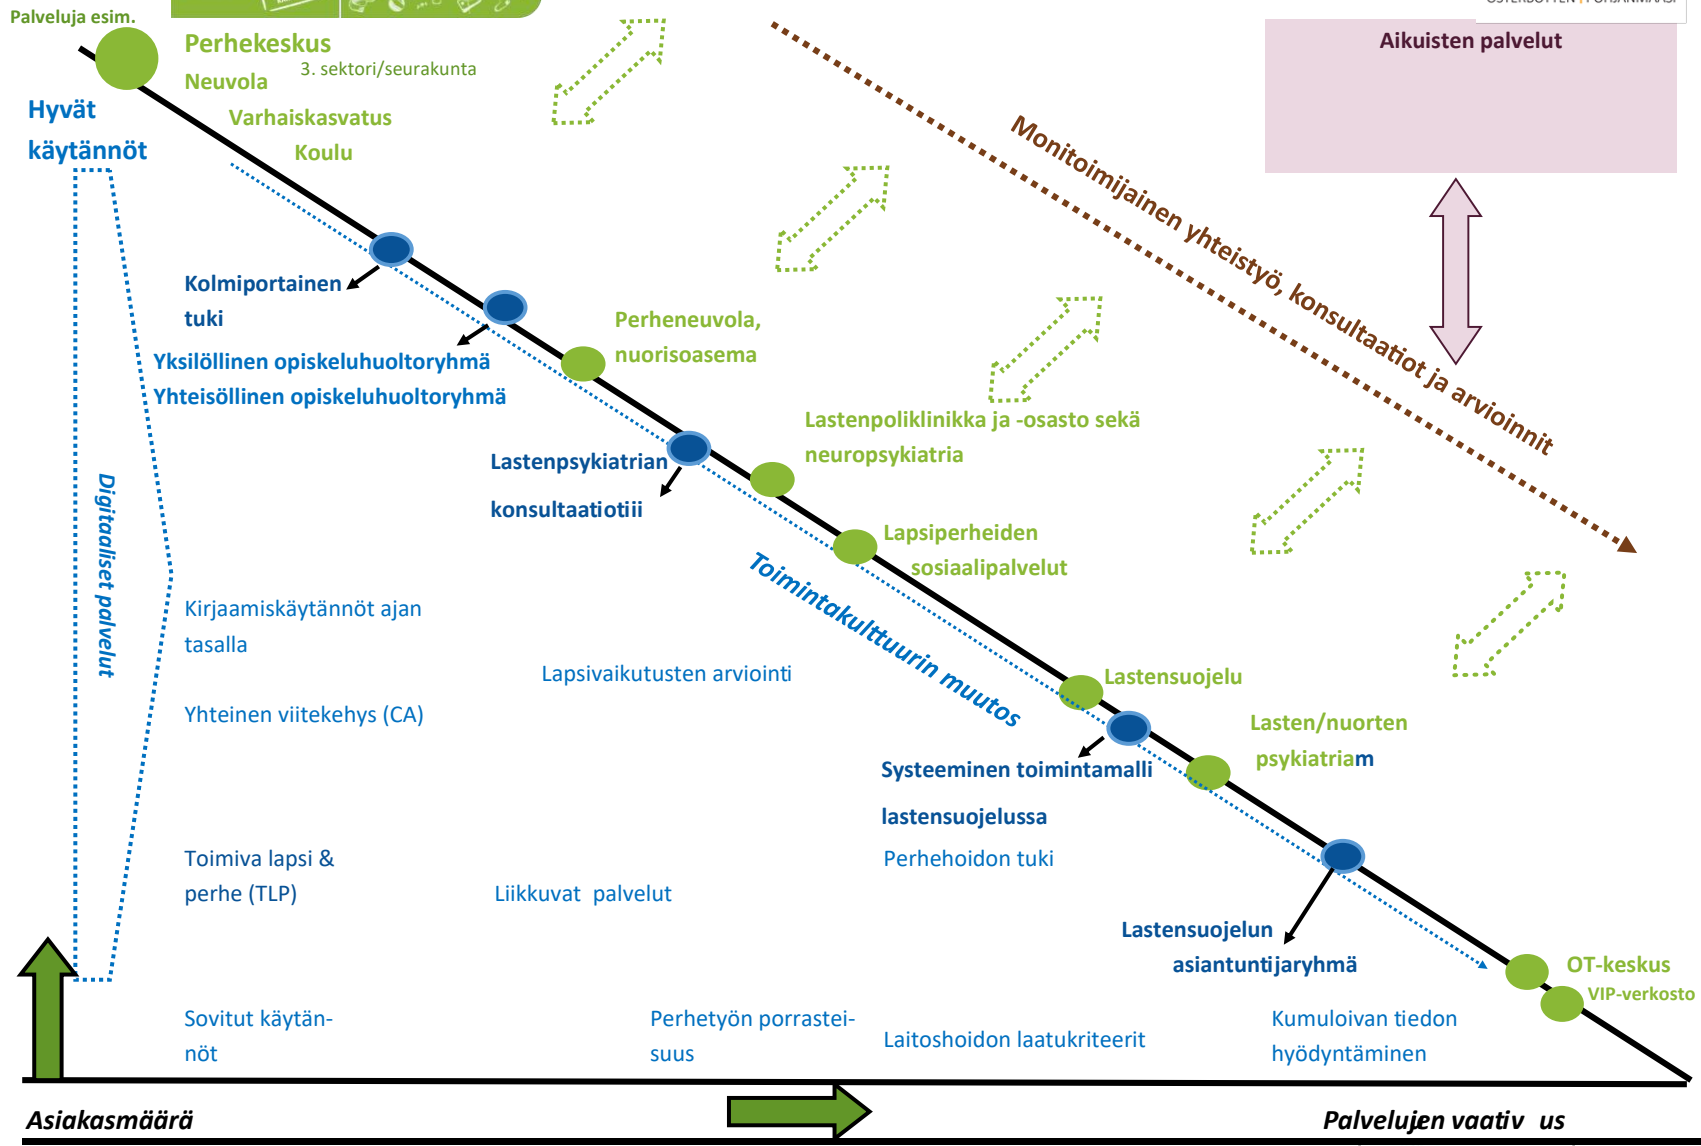 Palveluja esim.
ÖSTERBOTTEN | POHJANMAA
Perhekeskus
Neuvola
3. sektori/seurakunta
Varhaiskasvatus
Koulu
Aikuisten palvelut
Hyvät
käytännöt
Monitoimijainen yhteistyö, konsultaatiot ja arvioinnit
Kolmiportainen
tuki
Yksilöllinen opiskeluhuoltoryhmä
Yhteisöllinen opiskeluhuoltoryhmä
Perheneuvola,
nuorisoasema
Lastenpoliklinikka ja -osasto sekä
neuropsykiatria
Lastenpsykiatrian
konsultaatiotiii
Digitaaliset palvelut
Lapsiperheiden
sosiaalipalvelut
Toimintakulttuurin muutos
Kirjaamiskäytännöt ajan
tasalla
Lapsivaikutusten arviointi
Yhteinen viitekehys (CA)
Lastensuojelu
Lasten/nuorten
psykiatriam
Systeeminen toimintamalli
lastensuojelussa
Toimiva lapsi &
perhe (TLP)
Liikkuvat palvelut
Perhehoidon tuki
Lastensuojelun
asiantuntijaryhmä
OT-keskus
VIP-verkosto
Sovitut käytän-
nöt
Perhetyön porrastei-
suus
Laitoshoidon laatukriteerit
Kumuloivan tiedon
hyödyntäminen
Asiakasmäärä
Palvelujen vaativ us